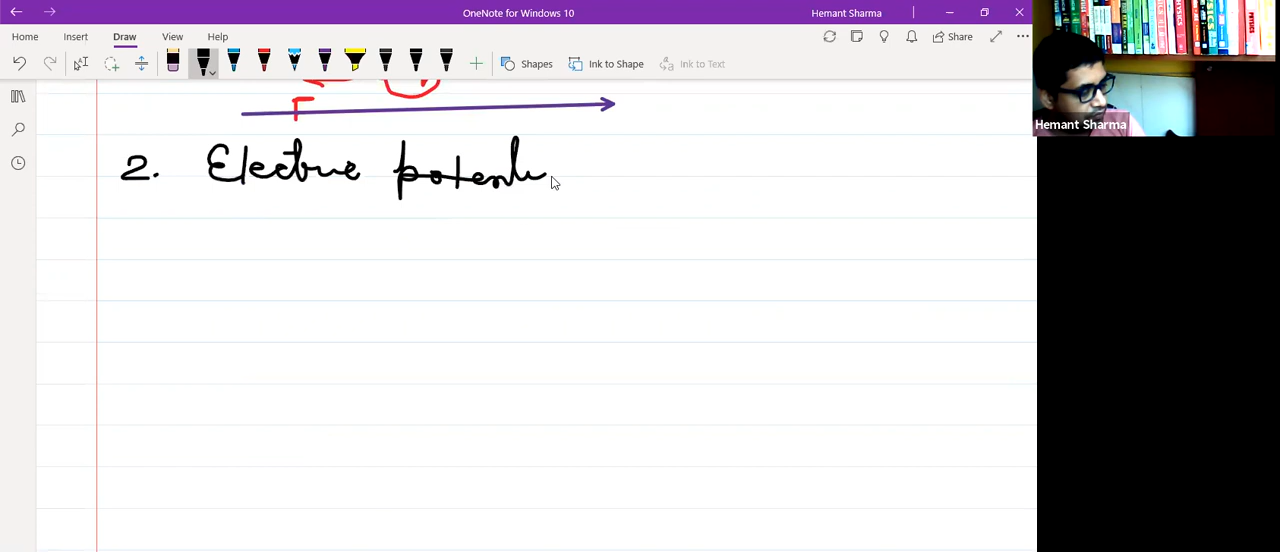 OneNote for Windows 10
Hemant Sharma
Home Insert Draw View Help
Share
Shapes Ink to Shape Ink to Text
2. Electric potenti
Hemant Sharma
PHYSICS